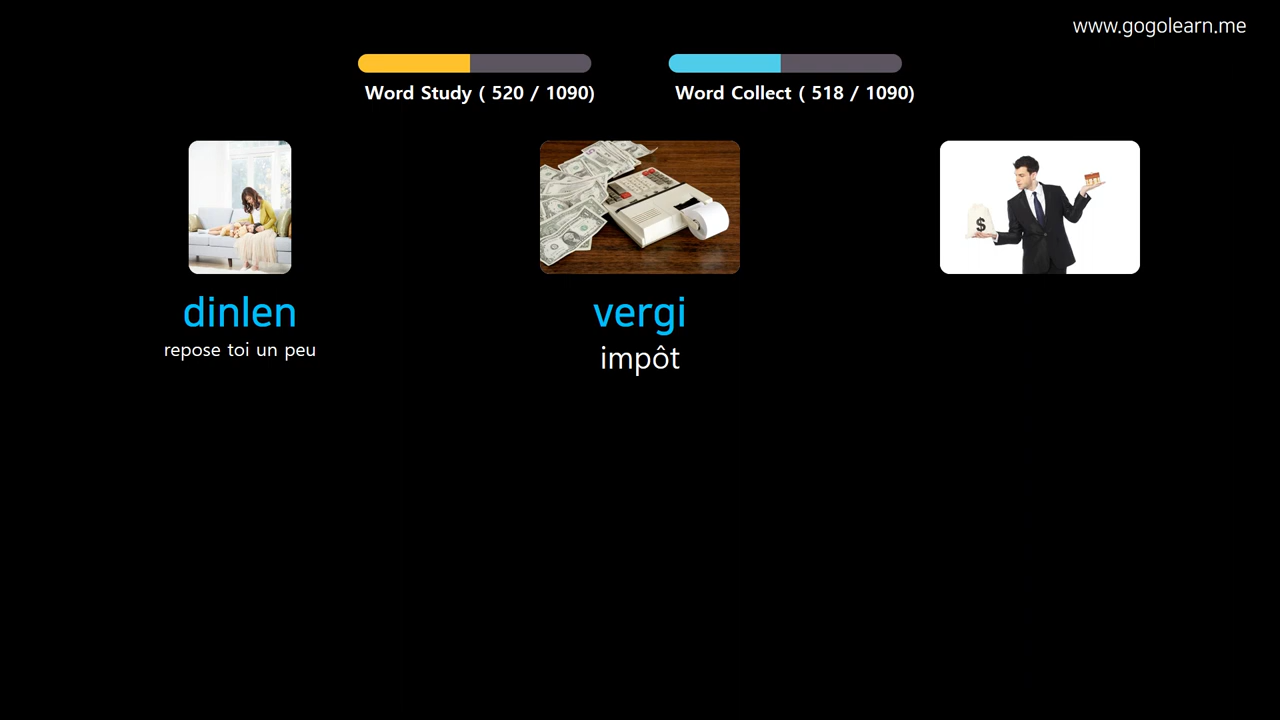 www.gogolearn.me
Word Study ( 520 / 1090)
Word Collect ( 518 / 1090)
$
dinlen
repose toi un peu
vergi
impôt